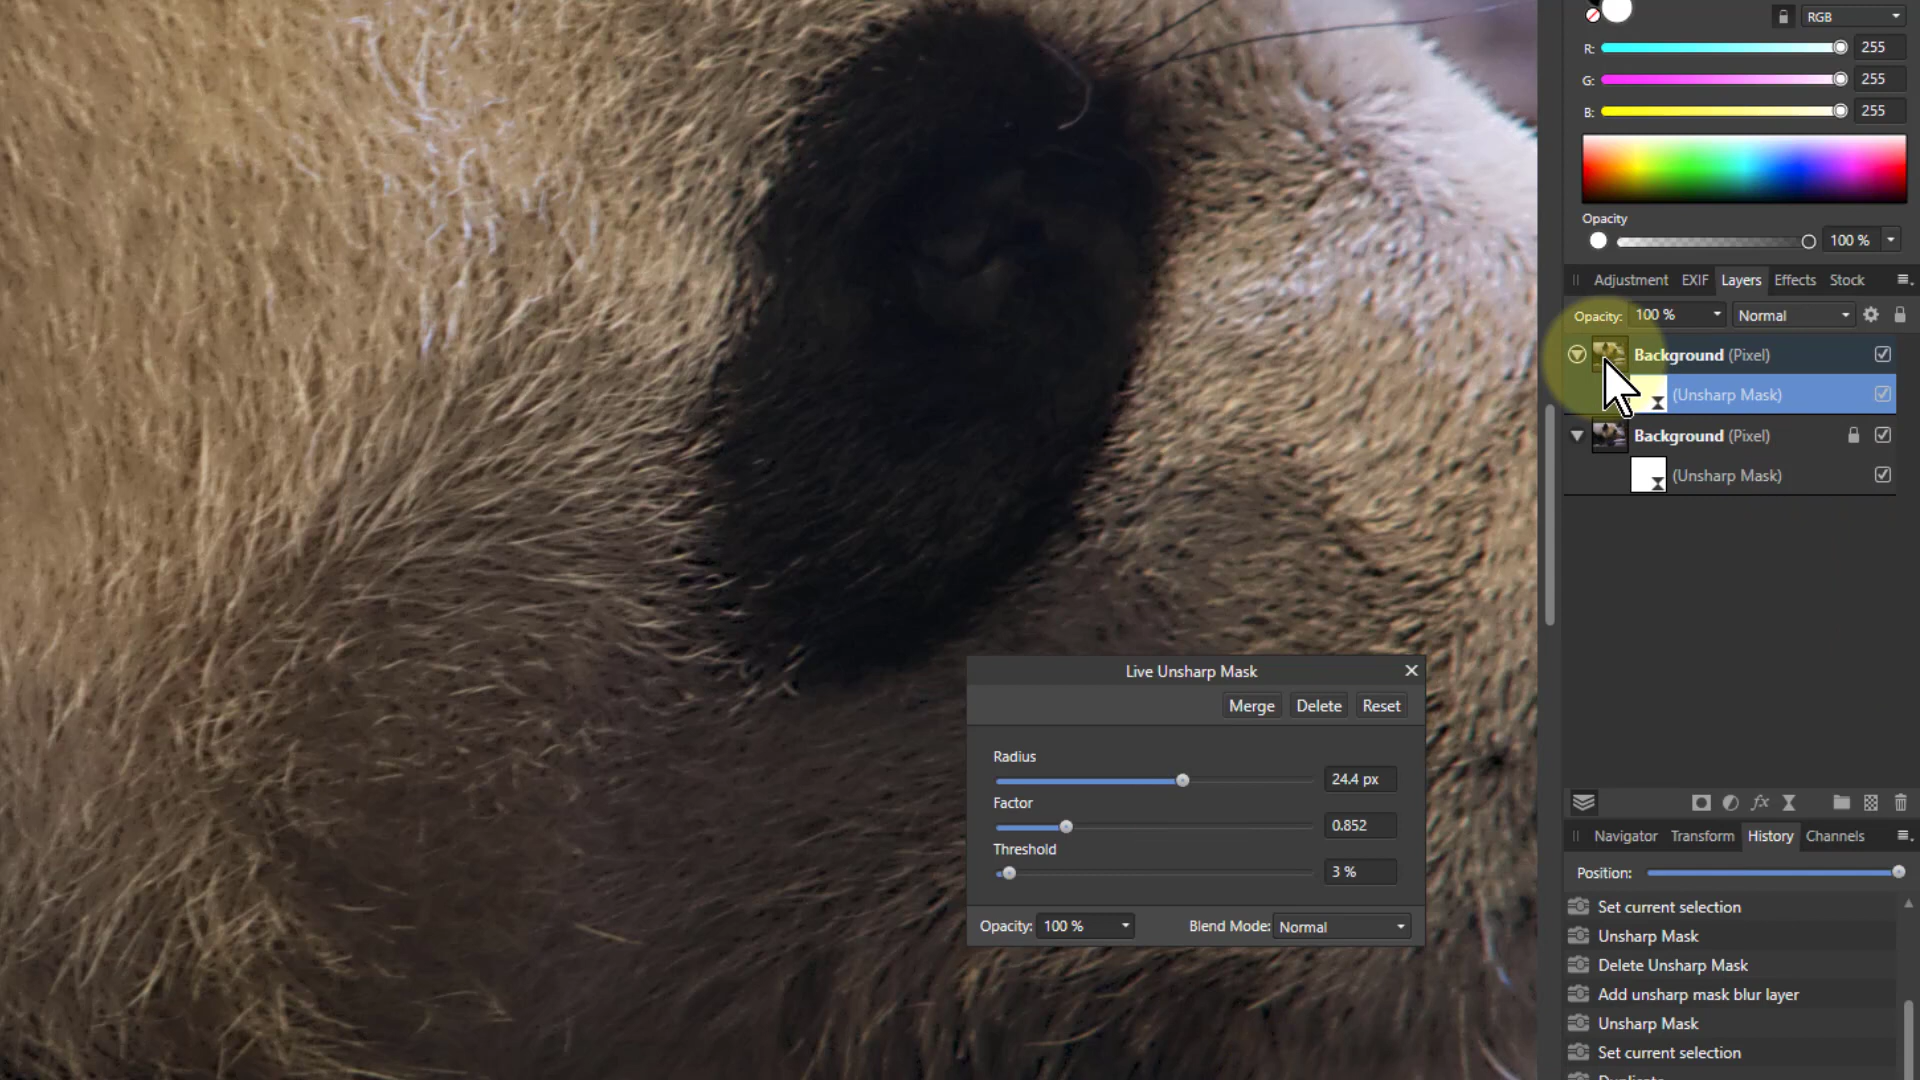 RGB
R: 255
G: 255
B: 255
Opacity
100 %
Adjustment EXIF Layers Effects Stock
Opacity: 100 % Normal
Background (Pixel)
(Unsharp Mask)
Background (Pixel)
(Unsharp Mask)
Live Unsharp Mask
Merge Delete Reset
Radius
24.4 px
Factor
0.852
Threshold
3 %
Opacity: 100 % Blend Mode: Normal
fx
Navigator Transform History Channels
Position:
Set current selection
Unsharp Mask
Delete Unsharp Mask
Add unsharp mask blur layer
Unsharp Mask
Set current selection